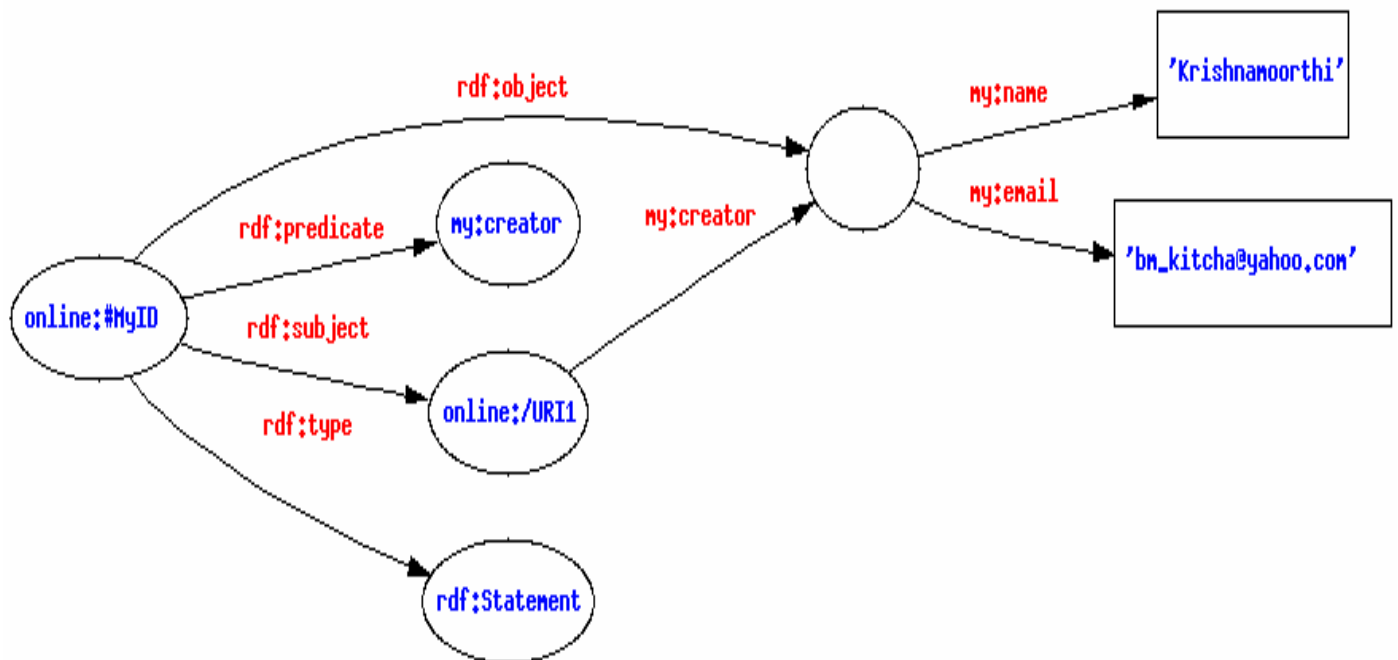 rdf:object
my:name
'Krishnamoorthi'
rdf:predicate
my:creator
my:creator
my:email
'bm_kitcha@yahoo.com'
online:#MyID
rdf:subject
online:/URI1
rdf:type
rdf:Statement